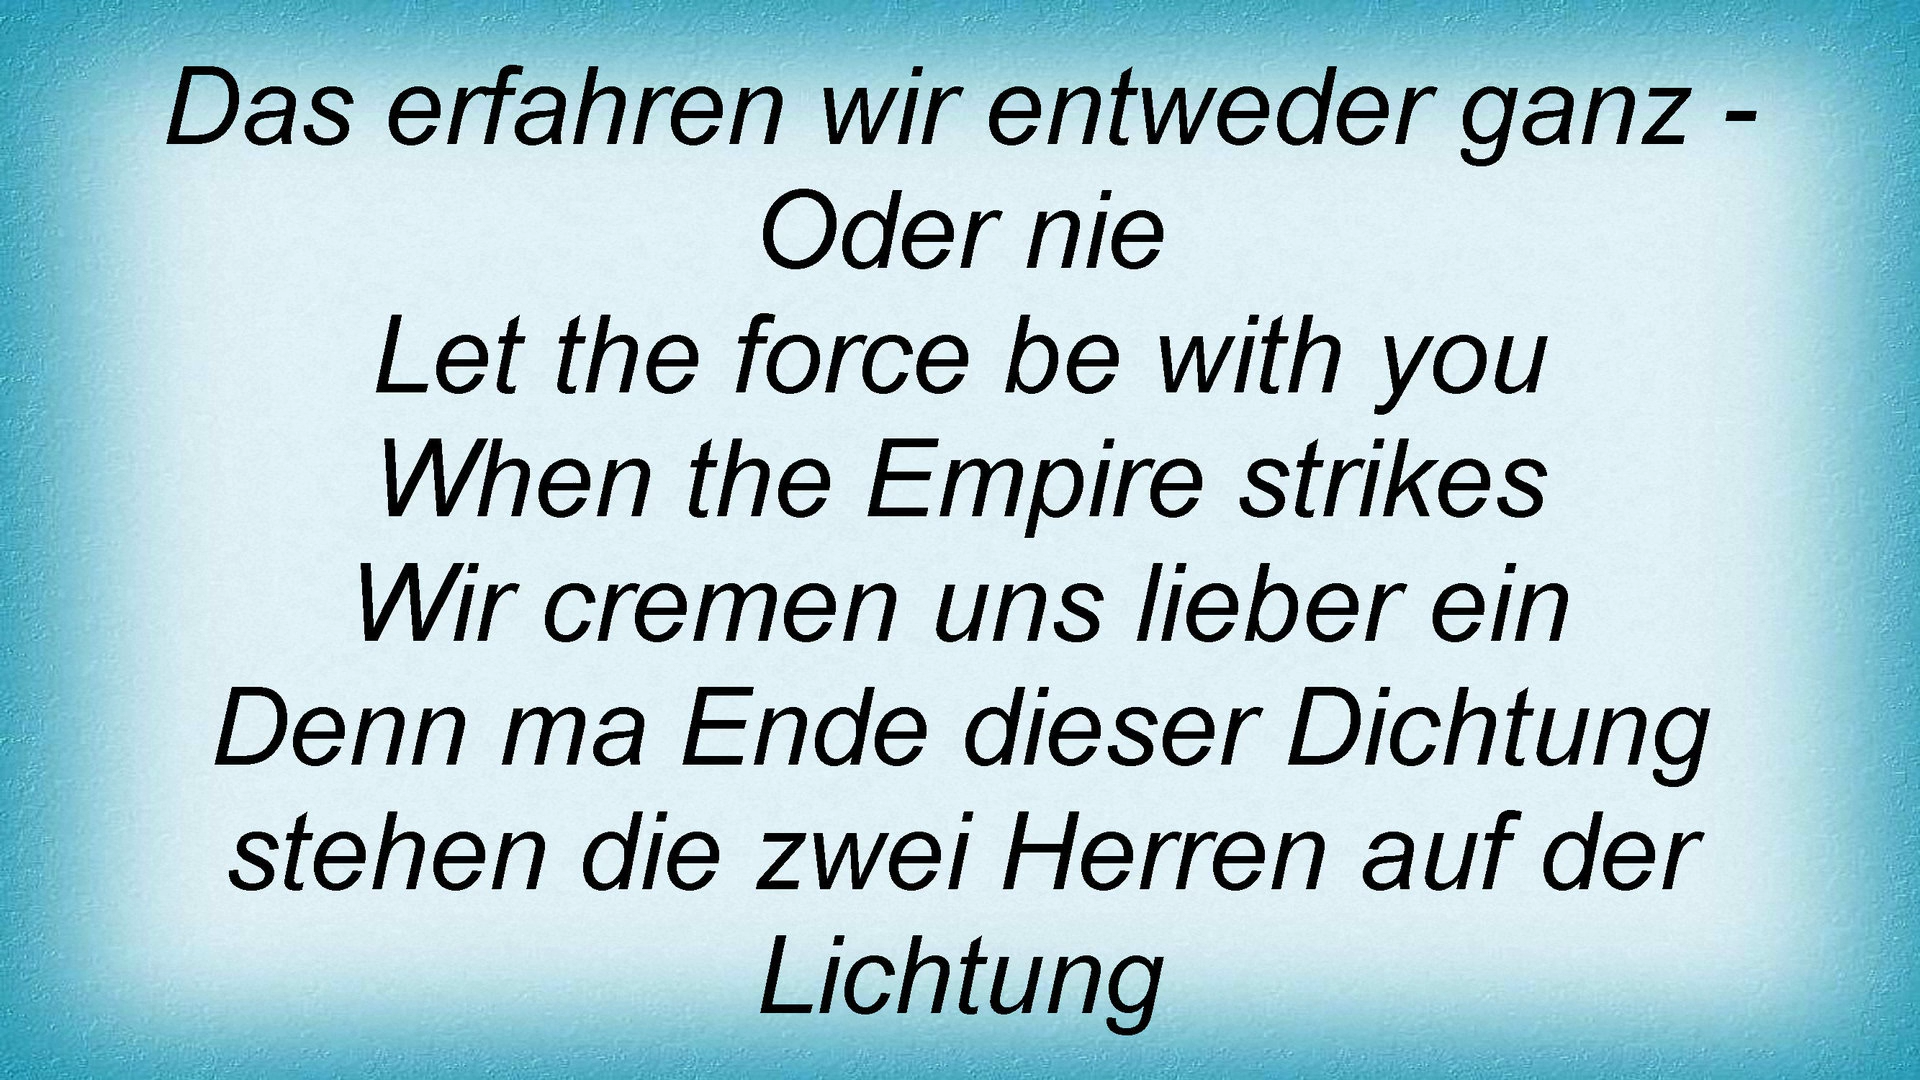 Das erfahren wir entweder ganz -
Oder nie
Let the force be with you
When the Empire strikes
Wir cremen uns lieber ein
Denn ma Ende dieser Dichtung
stehen die zwei Herren auf der
Lichtung